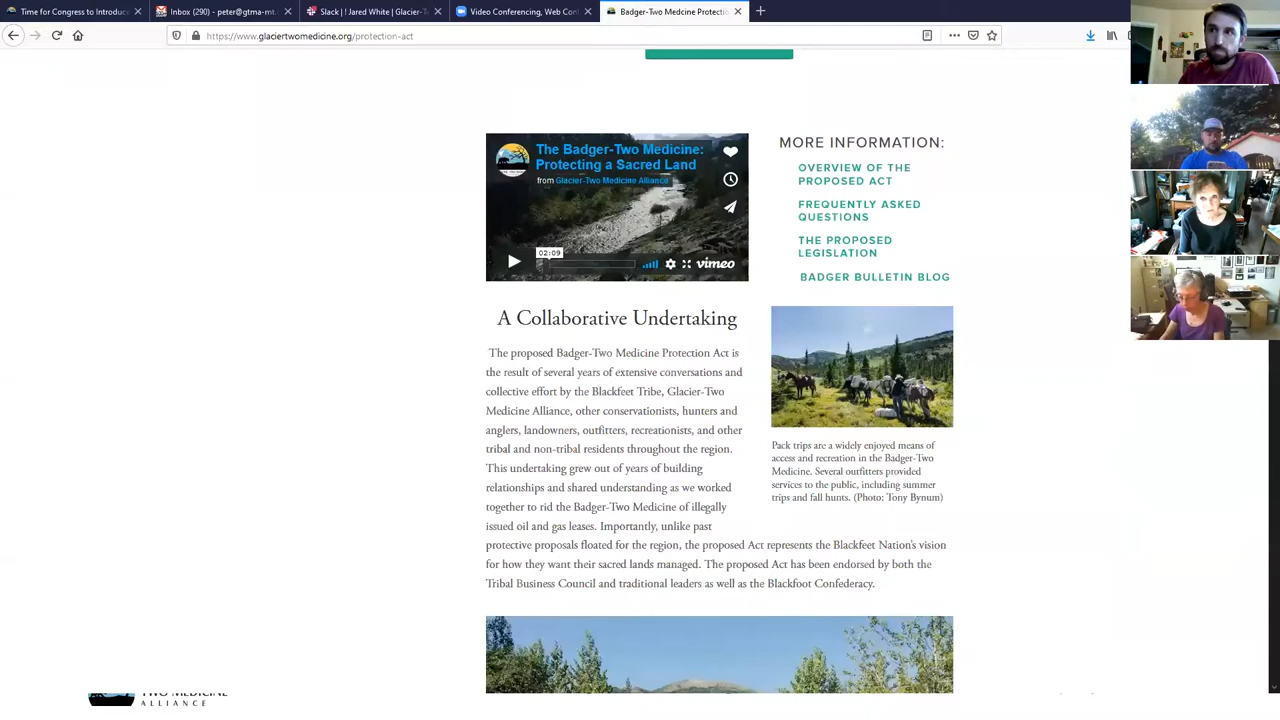 Time for Congress to Introduce
Inbox (290) - peter@gtma-mt.
Slack | ! Jared White | Glacier-T
Video Conferencing, Web Con
Badger-Two Medicine Protectio
https://www.glaciertwomedicine.org/protection-act
The Badger-Two Medicine:
Protecting a Sacred Land
from Glacier-Two Medicine Alliance
02:09
vimeo
MORE INFORMATION:
OVERVIEW OF THE
PROPOSED ACT
FREQUENTLY ASKED
QUESTIONS
THE PROPOSED
LEGISLATION
BADGER BULLETIN BLOG
A Collaborative Undertaking
The proposed Badger-Two Medicine Protection Act is
the result of several years of extensive conversations and
collective effort by the Blackfeet Tribe, Glacier-Two
Medicine Alliance, other conservationists, hunters and
anglers, landowners, outfitters, recreationists, and other
tribal and non-tribal residents throughout the region.
This undertaking grew out of years of building
relationships and shared understanding as we worked
together to rid the Badger-Two Medicine of illegally
issued oil and gas leases. Importantly, unlike past
protective proposals floated for the region, the proposed Act represents the Blackfeet Nation's vision
for how they want their sacred lands managed. The proposed Act has been endorsed by both the
Tribal Business Council and traditional leaders as well as the Blackfoot Confederacy.
Pack trips are a widely enjoyed means of
access and recreation in the Badger-Two
Medicine. Several outfitters provided
services to the public, including summer
trips and fall hunts. (Photo: Tony Bynum)
TWO MEDICINE
ALLIANCE